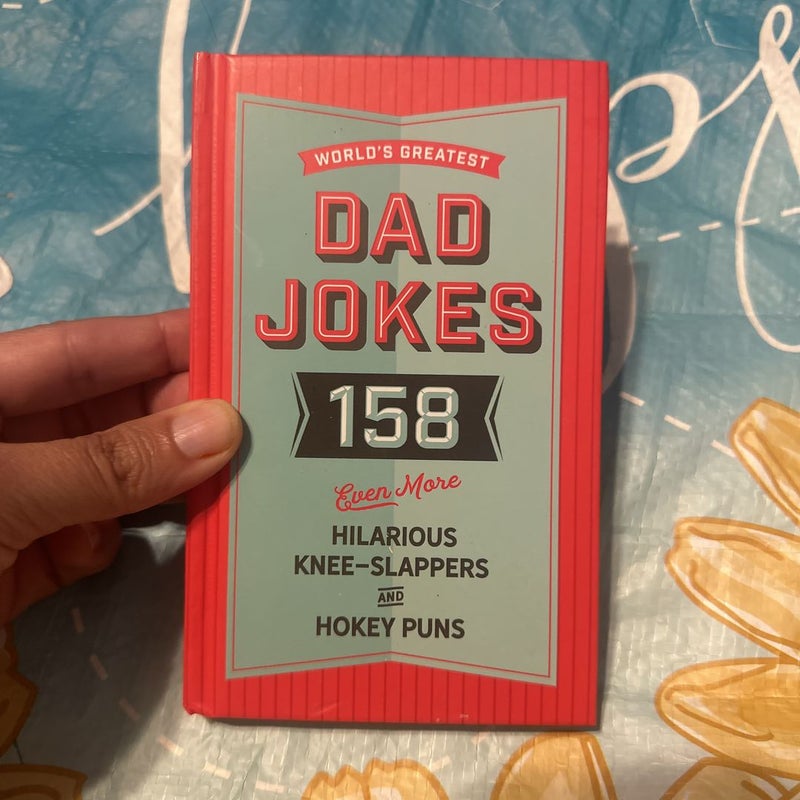 WORLD'S GREATEST
DAD
JOKES
158
Even More
HILARIOUS
KNEE-SLAPPERS
AND
HOKEY PUNS